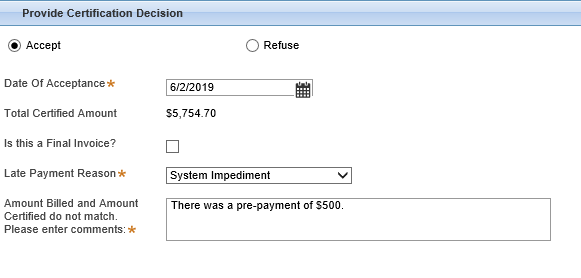 Provide Certification Decision
Accept Refuse
Date Of Acceptance* 6/2/2019
Total Certified Amount $5,754.70
Is this a Final Invoice?
Late Payment Reason* System Impediment
Amount Billed and Amount
Certified do not match.
Please enter comments:*
There was a pre-payment of $500.